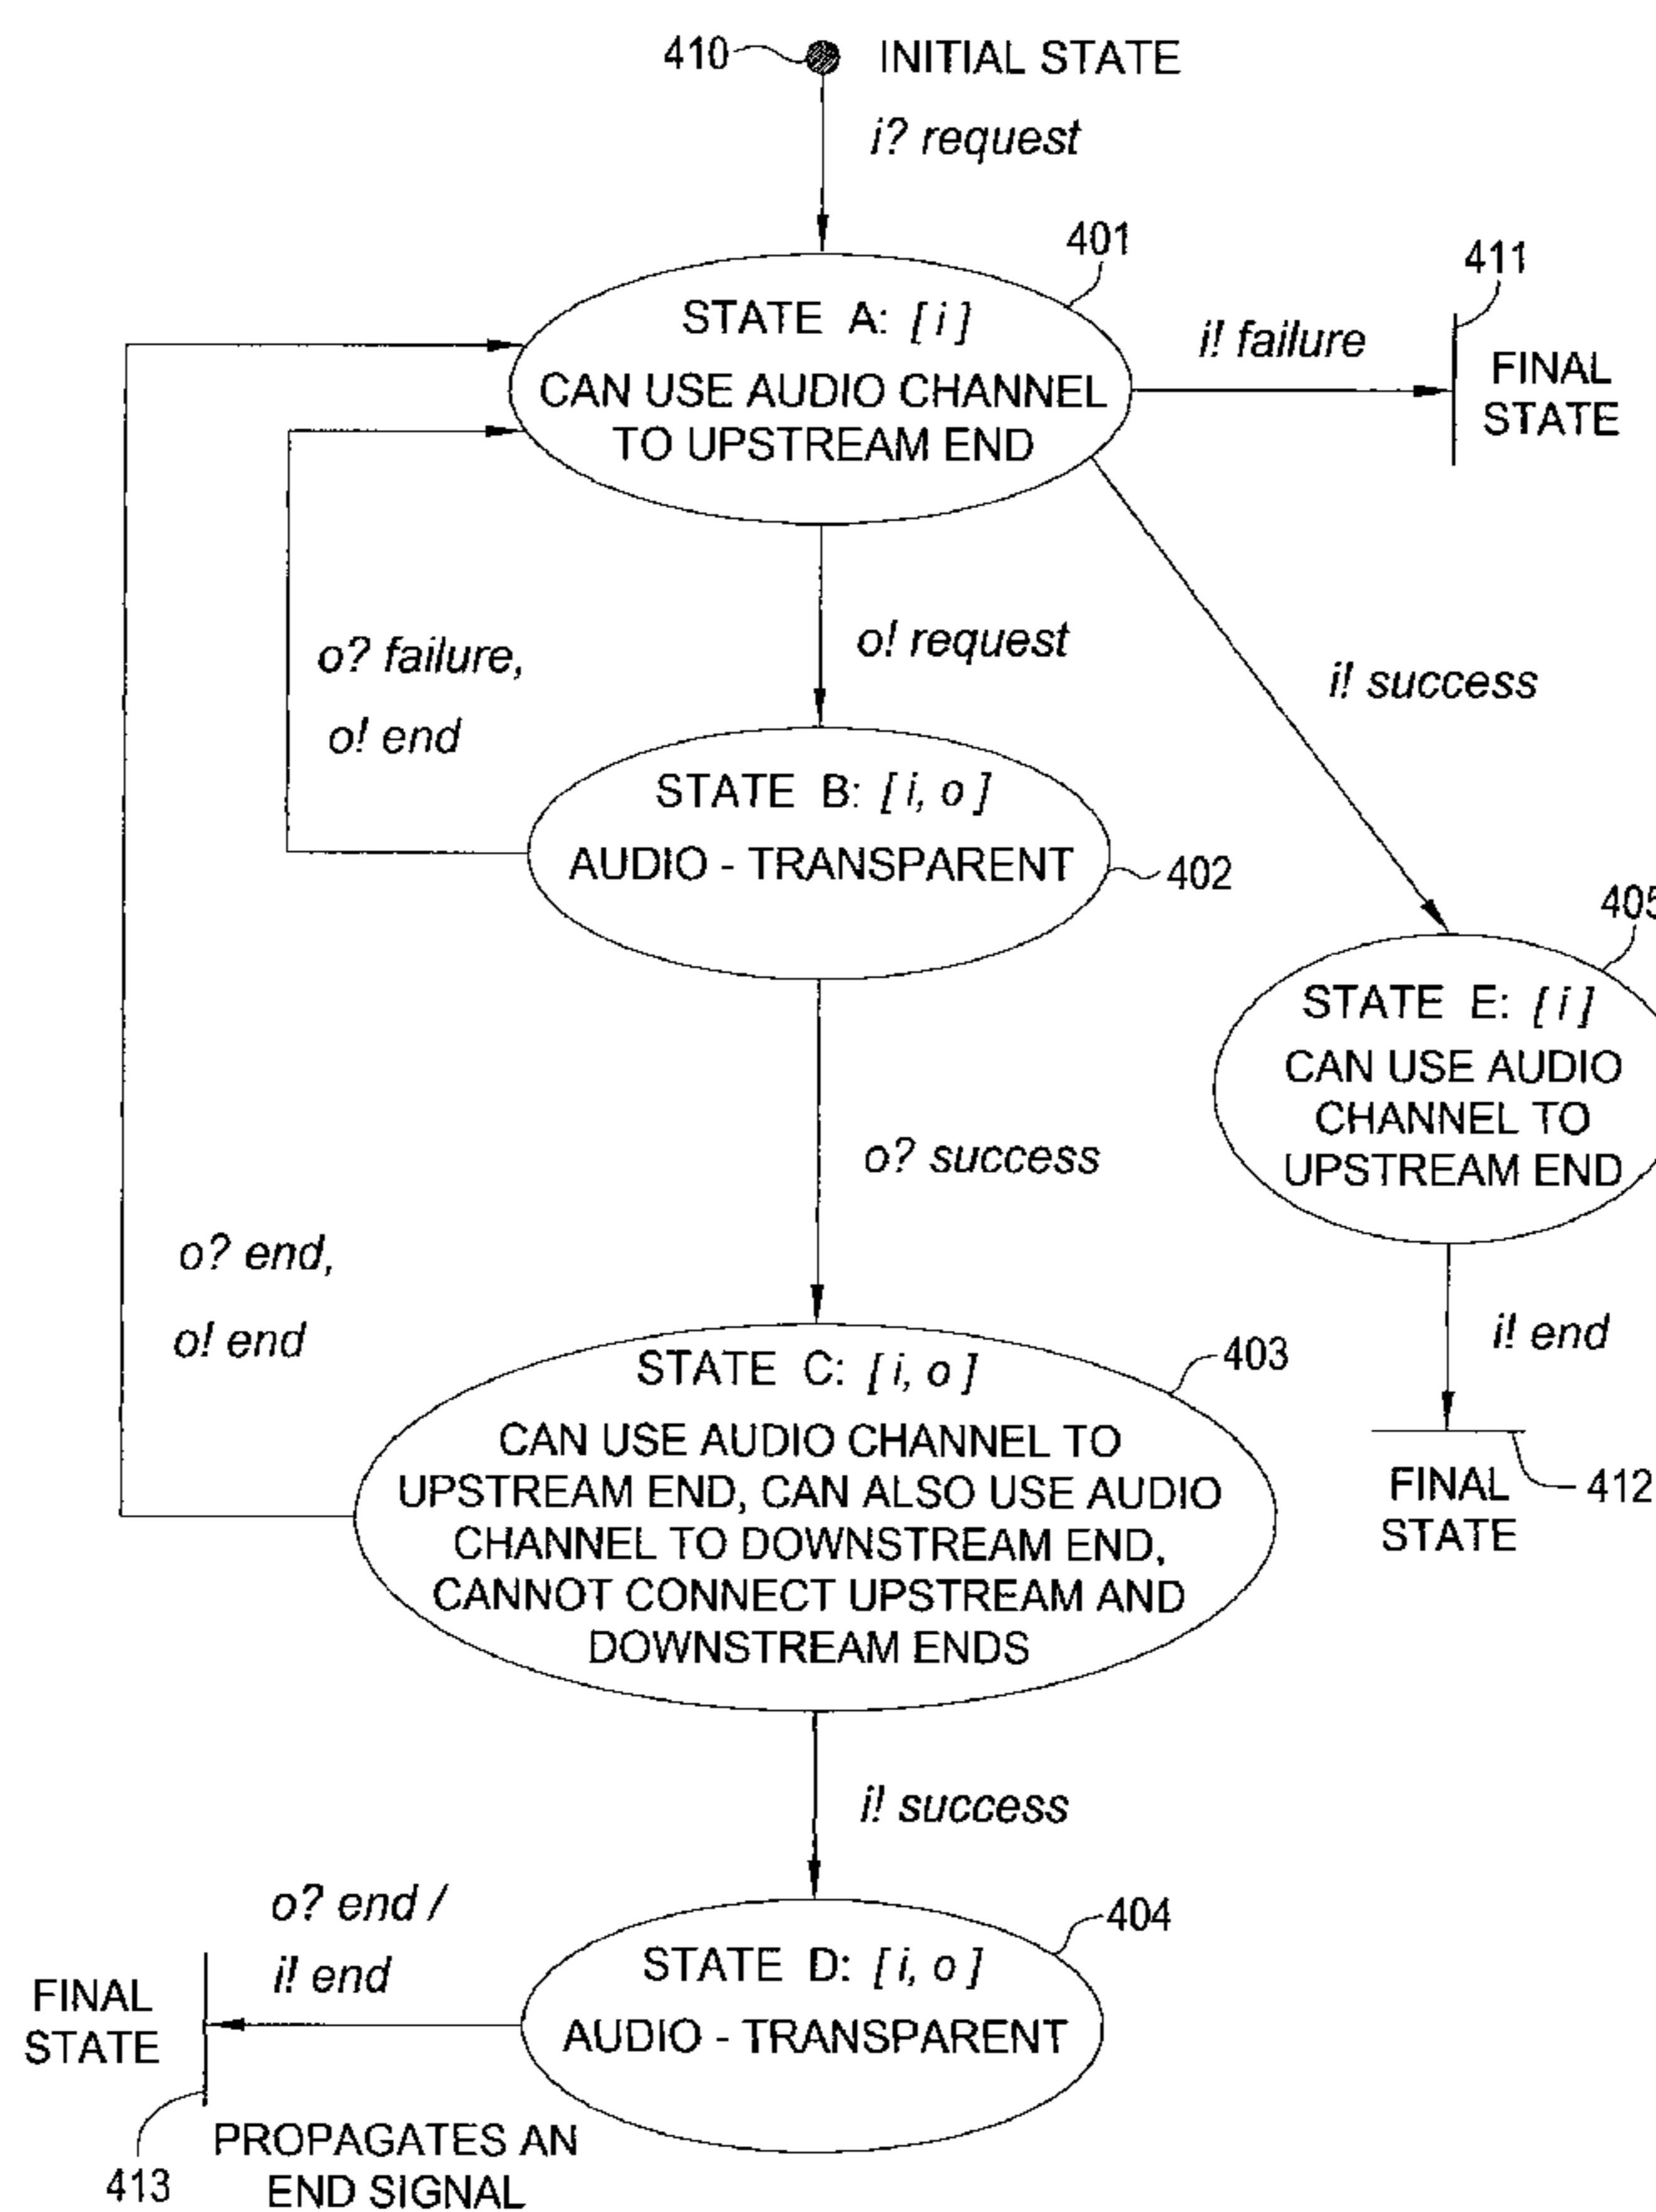 410
INITIAL STATE
i? request
401
STATE A: [ i ]
CAN USE AUDIO CHANNEL
TO UPSTREAM END
i! failure
411
FINAL
STATE
o? failure,
o! end
o! request
i! success
STATE B: [ i, o ]
AUDIO - TRANSPARENT
402
405
STATE E: [ i ]
CAN USE AUDIO
CHANNEL TO
UPSTREAM END
o? success
o? end,
o! end
i! end
412
FINAL
STATE
403
STATE C: [ i, o ]
CAN USE AUDIO CHANNEL TO
UPSTREAM END, CAN ALSO USE AUDIO
CHANNEL TO DOWNSTREAM END,
CANNOT CONNECT UPSTREAM AND
DOWNSTREAM ENDS
i! success
o? end /
i! end
404
STATE D: [ i, o ]
AUDIO - TRANSPARENT
FINAL
STATE
413
PROPAGATES AN
END SIGNAL